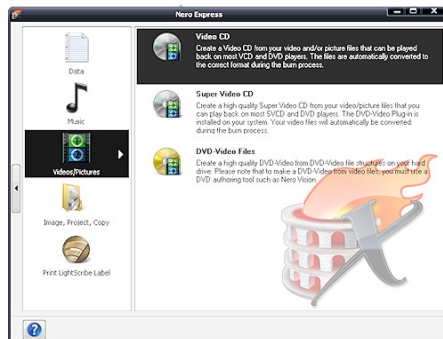 Nero Express
Data
Music
Videos/Pictures
Image, Project, Copy
Print LightScribe Label
Video CD
Create a Video CD from your video and/or picture files that can be played
back on most VCD and DVD players. The files are automatically converted to
the correct format during the burn process.
Super Video CD
Create a high quality Super Video CD from your video/picture files that you
can play back on most SVCD and DVD players. The DVD-Video Plug-in is
installed on your system. Your video files will automatically be converted
during the burn process.
DVD-Video Files
Create a high quality DVD-Video from DVD-Video file structures on your hard
drive. Please note that to make a DVD-Video from video files, you must use a
DVD authoring tool such as Nero Vision.